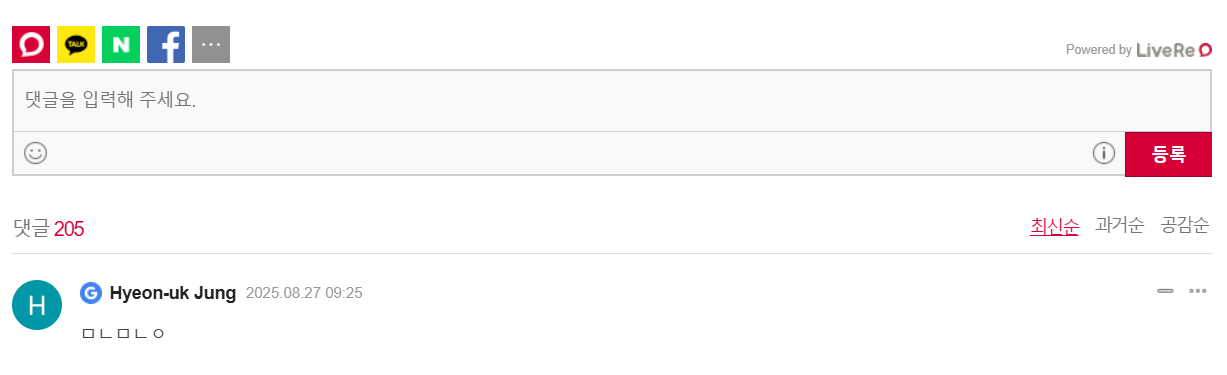 TALK
N
f
Powered by LiveRe
댓글을 입력해 주세요.
등록
댓글 205
최신순 과거순 공감순
H
G Hyeon-uk Jung 2025.08.27 09:25
ㅁㄴㅁㄴㅇ